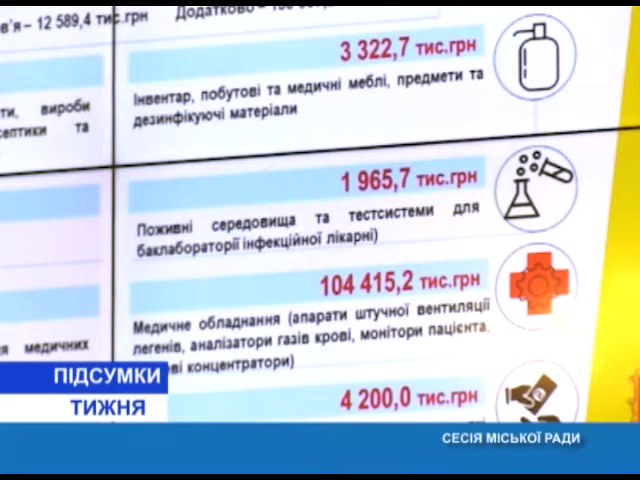 в'я – 12 589,4 тис.грн
Додатково –
3 322,7 тис.грн
Інвентар, побутові та медичні меблі, предмети та
дезинфікуючі матеріали
ти, вироби
септики та
1 965,7 тис.грн
Поживні середовища та тестсистеми для
баклабораторії інфекційної лікарні)
104 415,2 тис.грн
Медичне обладнання (апарати штучної вентиляції
легенів, аналізатори газів крові, монітори пацієнта,
ві концентратори)
я медичних
4 200,0 тис.грн
ПІДСУМКИ
ТИЖНЯ
СЕСІЯ МІСЬКОЇ РАДИ